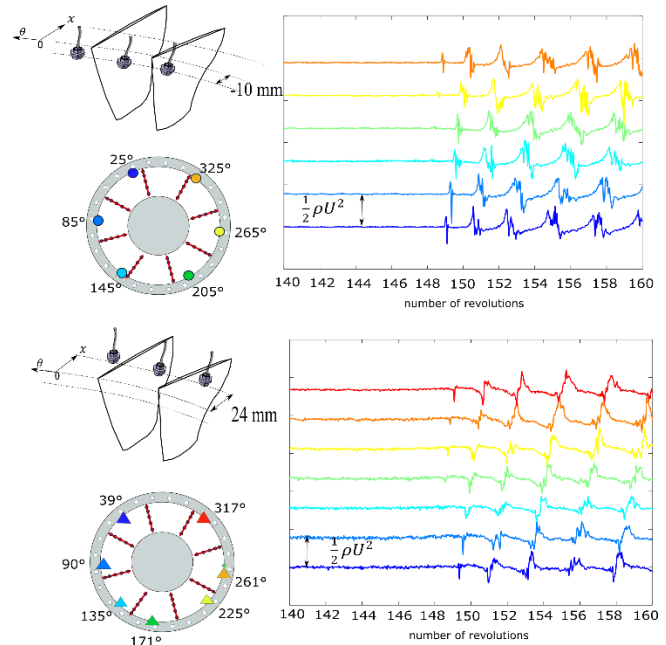 x
θ
0
10 mm
25° 325°
85° 265°
145° 205°
½ρU²
140 142 144 146 148 150 152 154 156 158 160
number of revolutions
x
θ
0
24 mm
39° 317°
90° 261°
135° 225°
171°
½ρU²
140 142 144 146 148 150 152 154 156 158 160
number of revolutions